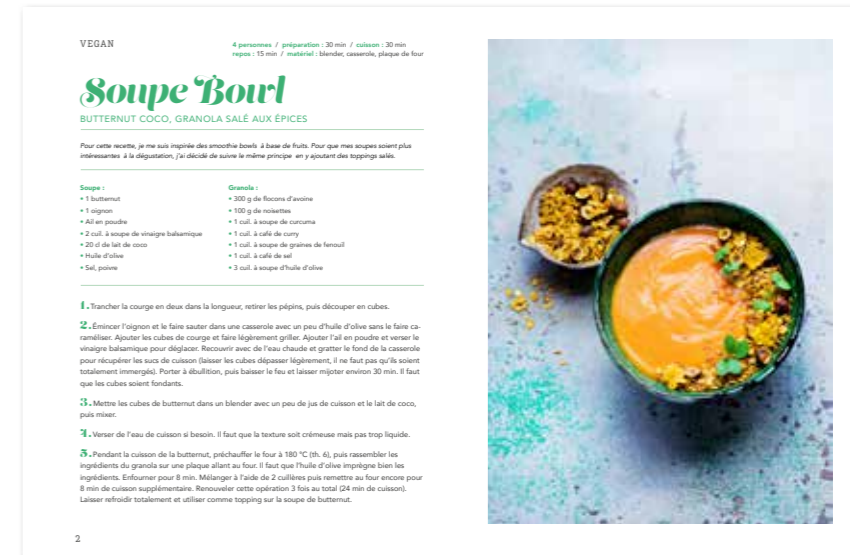 VEGAN
4 personnes / préparation : 30 min / cuisson : 30 min
repos : 15 min / matériel : blender, casserole, plaque de four
Soupe Bowl
BUTTERNUT COCO, GRANOLA SALÉ AUX ÉPICES
Pour cette recette, je me suis inspirée des smoothie bowls à base de fruits. Pour que mes soupes soient plus
intéressantes à la dégustation, j'ai décidé de suivre le même principe en y ajoutant des toppings salés.
Soupe :
• 1 butternut
• 1 oignon
• Ail en poudre
• 2 cuil. à soupe de vinaigre balsamique
• 20 cl de lait de coco
• Huile d'olive
• Sel, poivre
Granola :
• 300 g de flocons d'avoine
• 100 g de noisettes
• 1 cuil. à soupe de curcuma
• 1 cuil. à café de curry
• 1 cuil. à soupe de graines de fenouil
• 1 cuil. à café de sel
• 3 cuil. à soupe d'huile d'olive
1. Trancher la courge en deux dans la longueur, retirer les pépins, puis découper en cubes.
2. Émincer l'oignon et le faire sauter dans une casserole avec un peu d'huile d'olive sans le faire ca-
raméliser. Ajouter les cubes de courge et faire légèrement griller. Ajouter l'ail en poudre et verser le
vinaigre balsamique pour déglacer. Recouvrir avec de l'eau chaude et gratter le fond de la casserole
pour récupérer les sucs de cuisson (laisser les cubes dépasser légèrement, il ne faut pas qu'ils soient
totalement immergés). Porter à ébullition, puis baisser le feu et laisser mijoter environ 30 min. Il faut
que les cubes soient fondants.
3. Mettre les cubes de butternut dans un blender avec un peu de jus de cuisson et le lait de coco,
puis mixer.
4. Verser de l'eau de cuisson si besoin. Il faut que la texture soit crémeuse mais pas trop liquide.
5. Pendant la cuisson de la butternut, préchauffer le four à 180 °C (th. 6), puis rassembler les
ingrédients du granola sur une plaque allant au four. Il faut que l'huile d'olive imprègne bien les
ingrédients. Enfourner pour 8 min. Mélanger à l'aide de 2 cuillères puis remettre au four encore pour
8 min de cuisson supplémentaire. Renouveler cette opération 3 fois au total (24 min de cuisson).
Laisser refroidir totalement et utiliser comme topping sur la soupe de butternut.
2